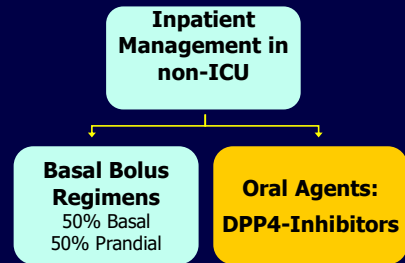 Inpatient
Management in
non-ICU
Basal Bolus
Regimens
50% Basal
50% Prandial
Oral Agents:
DPP4-Inhibitors